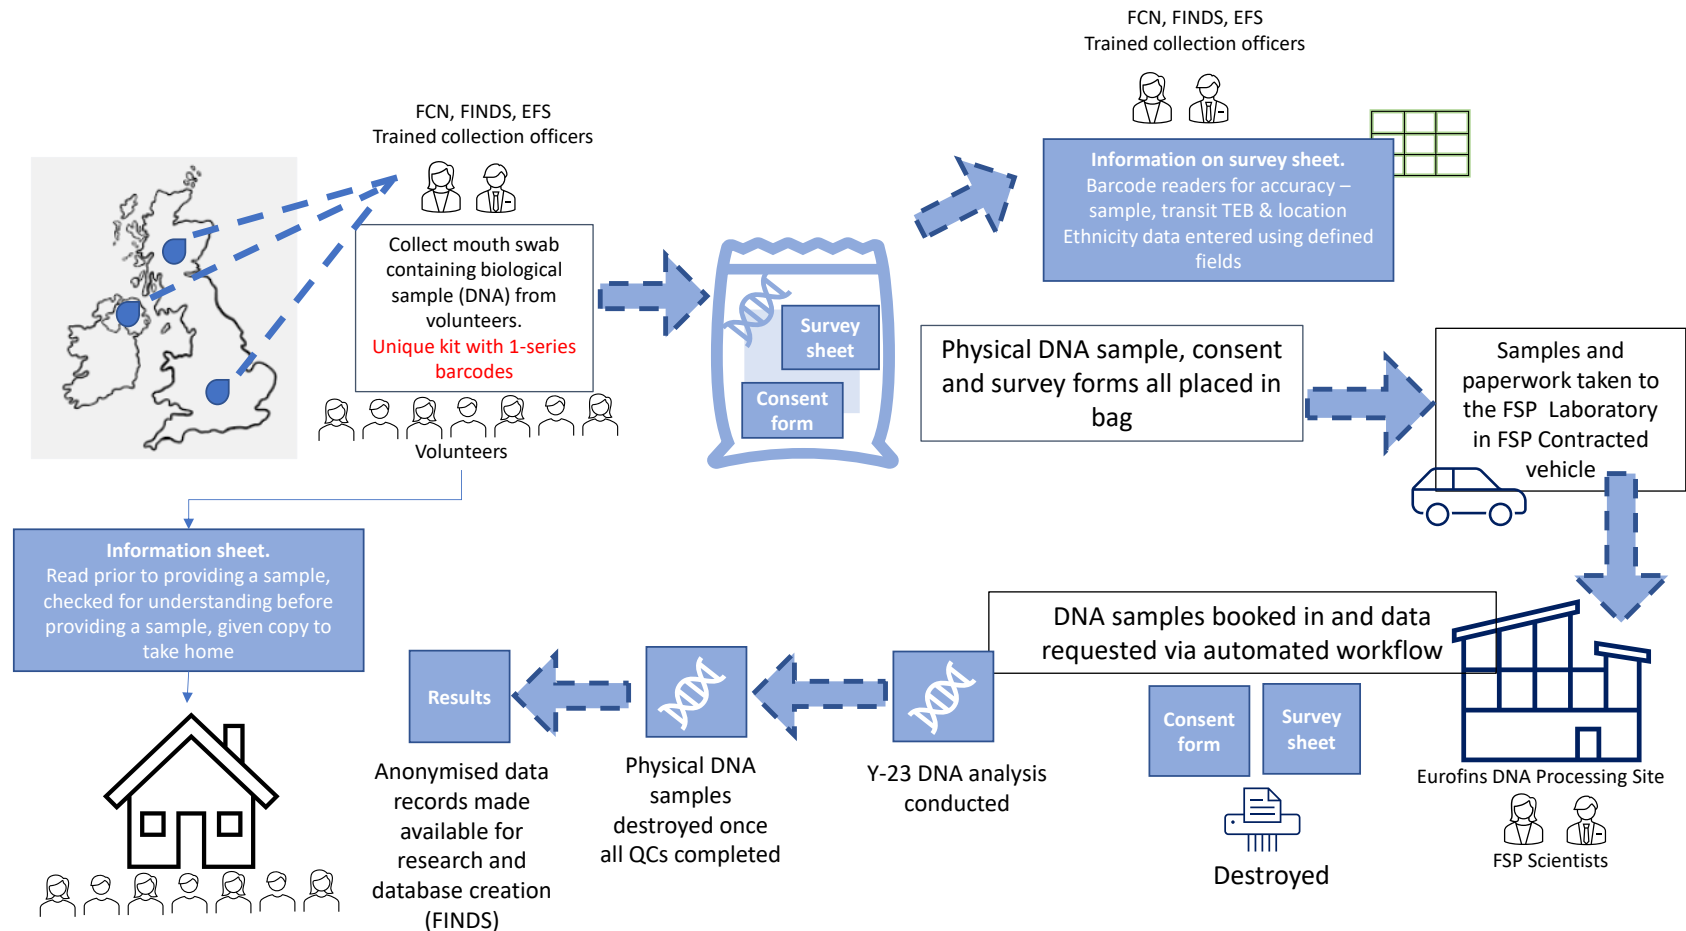 FCN, FINDS, EFS
Trained collection officers
Collect mouth swab
containing biological
sample (DNA) from
volunteers.
Unique kit with 1-series
barcodes
Volunteers
Information sheet.
Read prior to providing a sample,
checked for understanding before
providing a sample, given copy to
take home
Survey
sheet
Consent
form
FCN, FINDS, EFS
Trained collection officers
Information on survey sheet.
Barcode readers for accuracy –
sample, transit TEB & location
Ethnicity data entered using defined
fields
Physical DNA sample, consent
and survey forms all placed in
bag
Samples and
paperwork taken to
the FSP Laboratory
in FSP Contracted
vehicle
Eurofins DNA Processing Site
FSP Scientists
DNA samples booked in and data
requested via automated workflow
Consent
form
Survey
sheet
Destroyed
Y-23 DNA analysis
conducted
Physical DNA
samples
destroyed once
all QCs completed
Results
Anonymised data
records made
available for
research and
database creation
(FINDS)